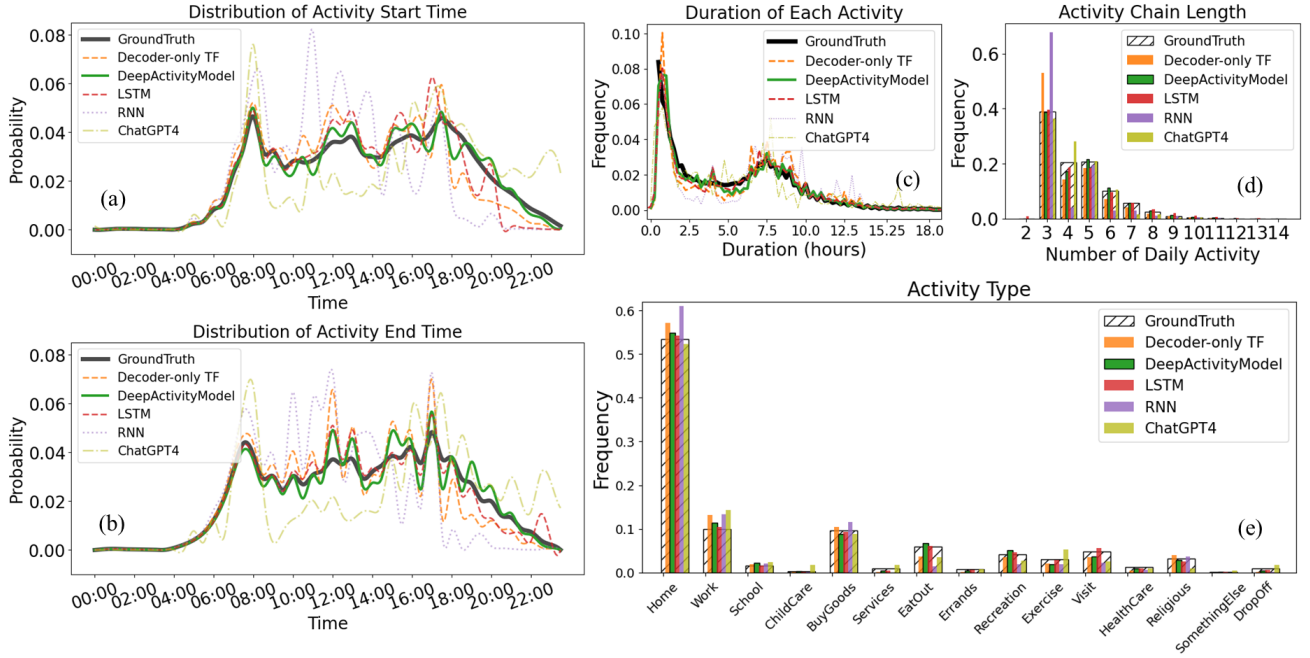 Distribution of Activity Start Time
0.08
0.06
0.04
0.02
0.00
Probability
GroundTruth
Decoder-only TF
DeepActivityModel
LSTM
RNN
ChatGPT4
(a)
00:00 02:00 04:00 06:00 08:00 10:00 12:00 14:00 16:00 18:00 20:00 22:00
Time
Duration of Each Activity
0.10
0.08
0.06
0.04
0.02
0.00
Frequency
GroundTruth
Decoder-only TF
DeepActivityModel
LSTM
RNN
ChatGPT4
(c)
0.0 2.5 5.0 7.5 10.0 12.5 15.26 18.0
Duration (hours)
Activity Chain Length
0.6
0.4
0.2
0.0
Frequency
GroundTruth
Decoder-only TF
DeepActivityModel
LSTM
RNN
ChatGPT4
(d)
2 3 4 5 6 7 8 9 1011121314
Number of Daily Activity
Distribution of Activity End Time
0.08
0.06
0.04
0.02
0.00
Probability
GroundTruth
Decoder-only TF
DeepActivityModel
LSTM
RNN
ChatGPT4
(b)
00:00 02:00 04:00 06:00 08:00 10:00 12:00 14:00 16:00 18:00 20:00 22:00
Time
Activity Type
0.6
0.5
0.4
0.3
0.2
0.1
0.0
Frequency
GroundTruth
Decoder-only TF
DeepActivityModel
LSTM
RNN
ChatGPT4
(e)
Home Work School ChildCare BuyGoods Services EatOut Errands Recreation Exercise Visit HealthCare Religious SomethingElse DropOff